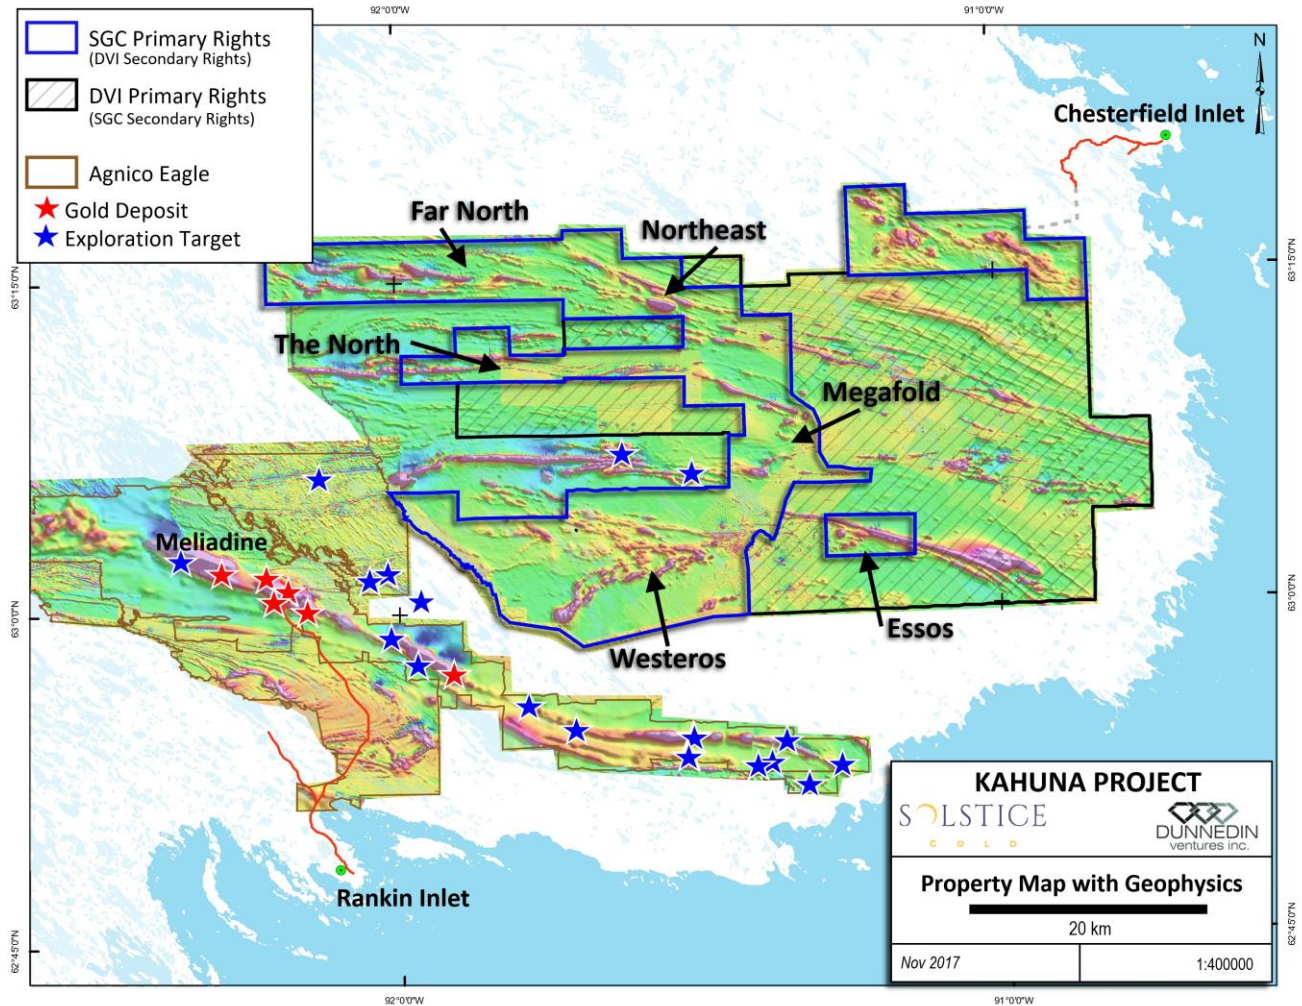 92°0'0"W
91°0'0"W
SGC Primary Rights
(DVI Secondary Rights)
DVI Primary Rights
(SGC Secondary Rights)
Agnico Eagle
Gold Deposit
Exploration Target
N
Chesterfield Inlet
Far North
Northeast
63°15'0"N
63°15'0"N
The North
Megafold
Meliadine
63°0'0"N
63°0'0"N
Essos
Westeros
KAHUNA PROJECT
SOLSTICE
GOLD
DUNNEDIN
ventures inc.
Property Map with Geophysics
20 km
Nov 2017
1:400000
Rankin Inlet
62°45'0"N
62°45'0"N
92°0'0"W
91°0'0"W